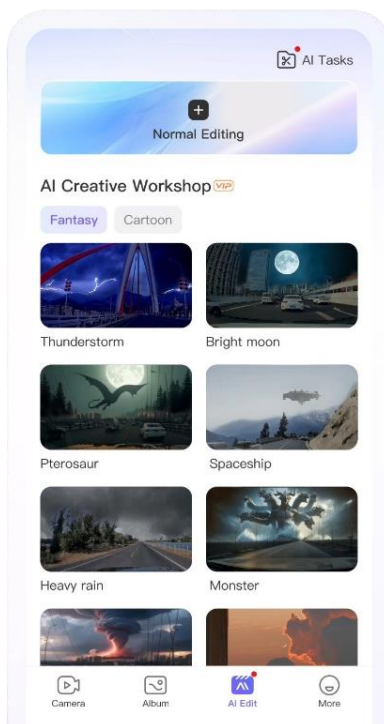 AI Tasks
Normal Editing
AI Creative Workshop VIP
Fantasy Cartoon
Thunderstorm Bright moon
Pterosaur Spaceship
Heavy rain Monster
Camera Album AI Edit More